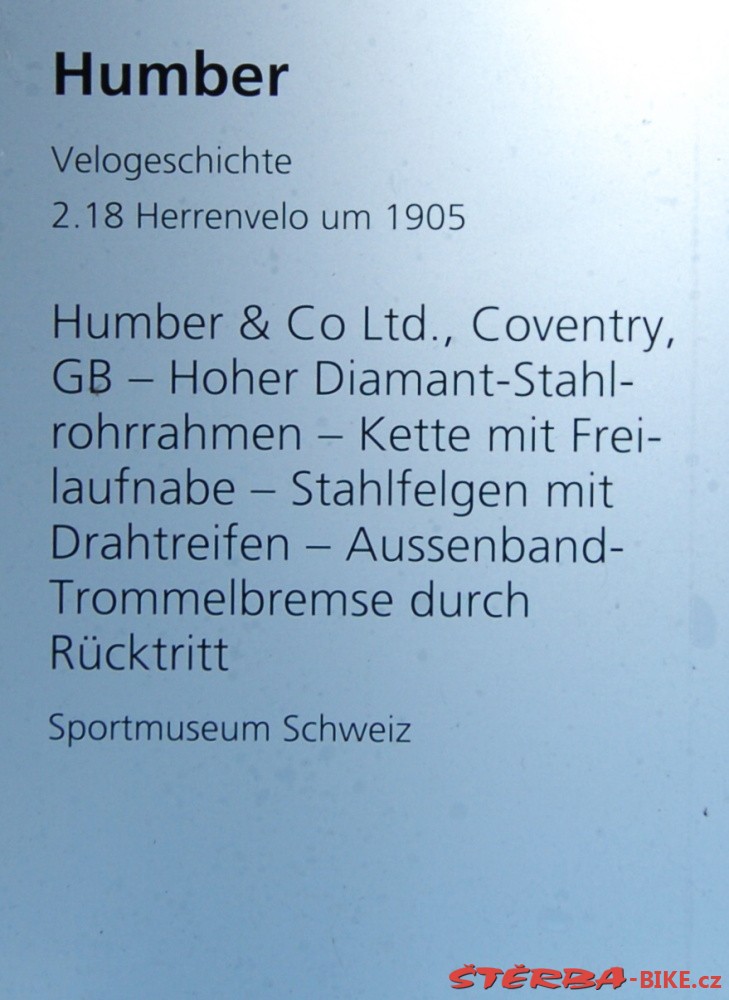 Humber
Velogeschichte
2.18 Herrenvelo um 1905
Humber & Co Ltd., Coventry,
GB – Hoher Diamant-Stahl-
rohrrahmen – Kette mit Frei-
laufnabe – Stahlfelgen mit
Drahtreifen – Aussenband-
Trommelbremse durch
Rücktritt
Sportmuseum Schweiz
ŠTĚRBA-BIKE.cz